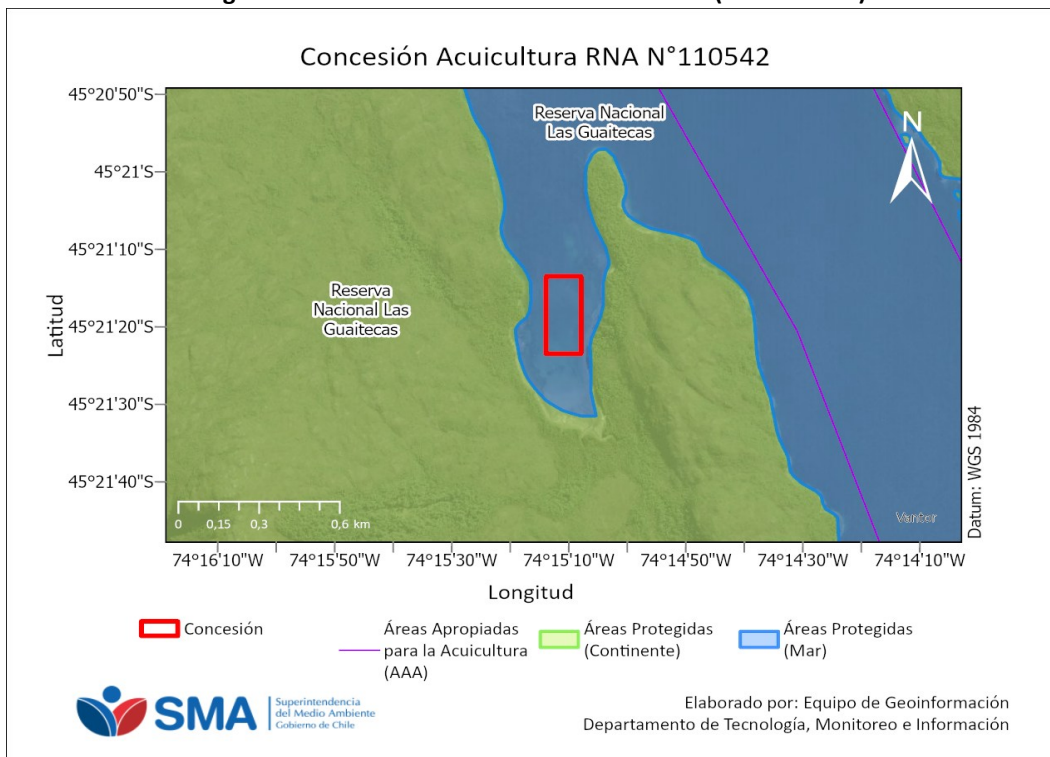 Concesión Acuicultura RNA N°110542
45°20'50"S
45°21'S
45°21'10"S
45°21'20"S
45°21'30"S
45°21'40"S
Latitud
Reserva Nacional
Las Guaitecas
Reserva
Nacional Las
Guaitecas
N
Datum: WGS 1984
Vantor
0 0,15 0,3 0,6 km
74°16'10"W 74°15'50"W 74°15'30"W 74°15'10"W 74°14'50"W 74°14'30"W 74°14'10"W
Longitud
Concesión
Áreas Apropiadas
para la Acuicultura
(AAA)
Áreas Protegidas
(Continente)
Áreas Protegidas
(Mar)
SMA
Superintendencia
del Medio Ambiente
Gobierno de Chile
Elaborado por: Equipo de Geoinformación
Departamento de Tecnología, Monitoreo e Información